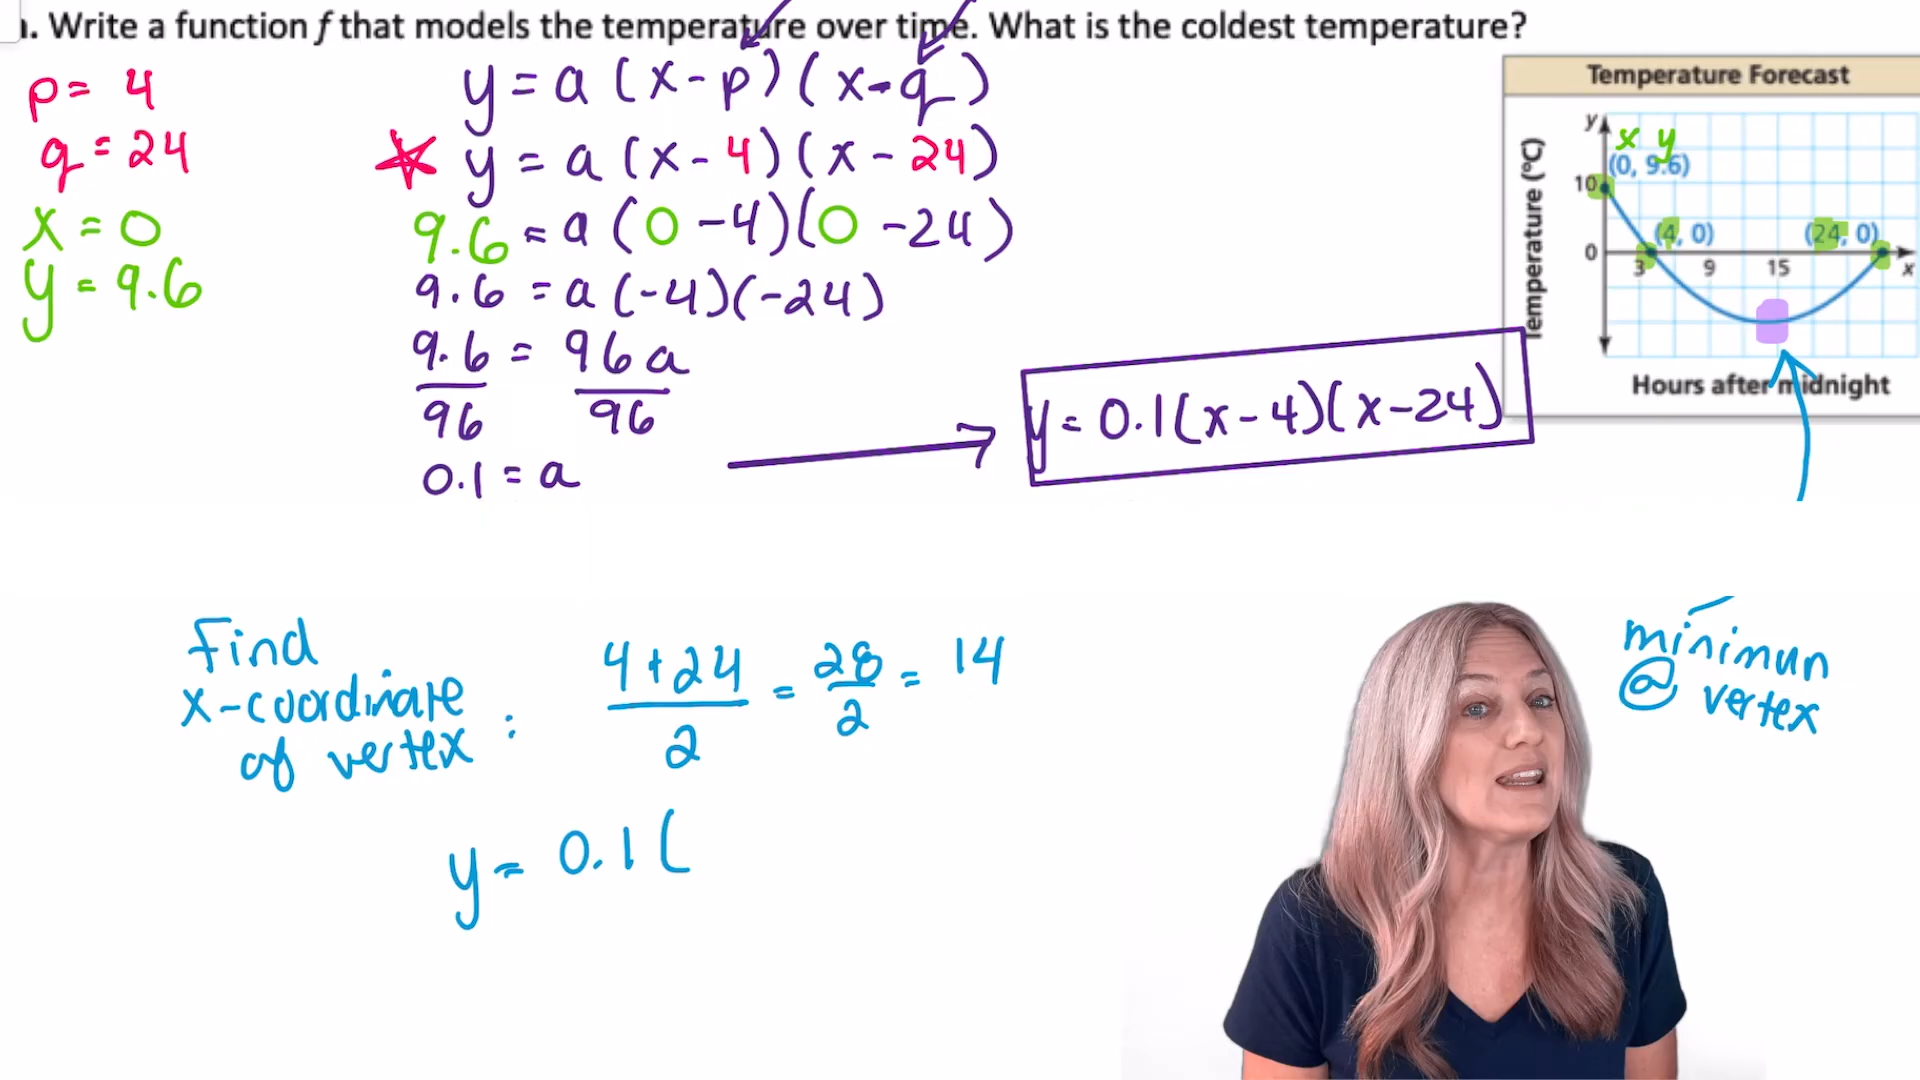 . Write a function f that models the temperature over time. What is the coldest temperature?
p = 4
q = 24
x = 0
y = 9.6
y = a (x - p) (x - q)
y = a (x - 4) (x - 24)
9.6 = a (0 - 4)(0 - 24)
9.6 = a (-4)(-24)
9.6 = 96a
96 96
0.1 = a
y = 0.1(x - 4)(x - 24)
Temperature Forecast
Temperature (°C)
y
x y
(0, 9.6)
10
(4, 0)
(24, 0)
0
3 9 15 x
Hours after midnight
minimun
@ vertex
Find
x-coordinate
of vertex :
4 + 24 = 28 = 14
2 2
y = 0.1 (